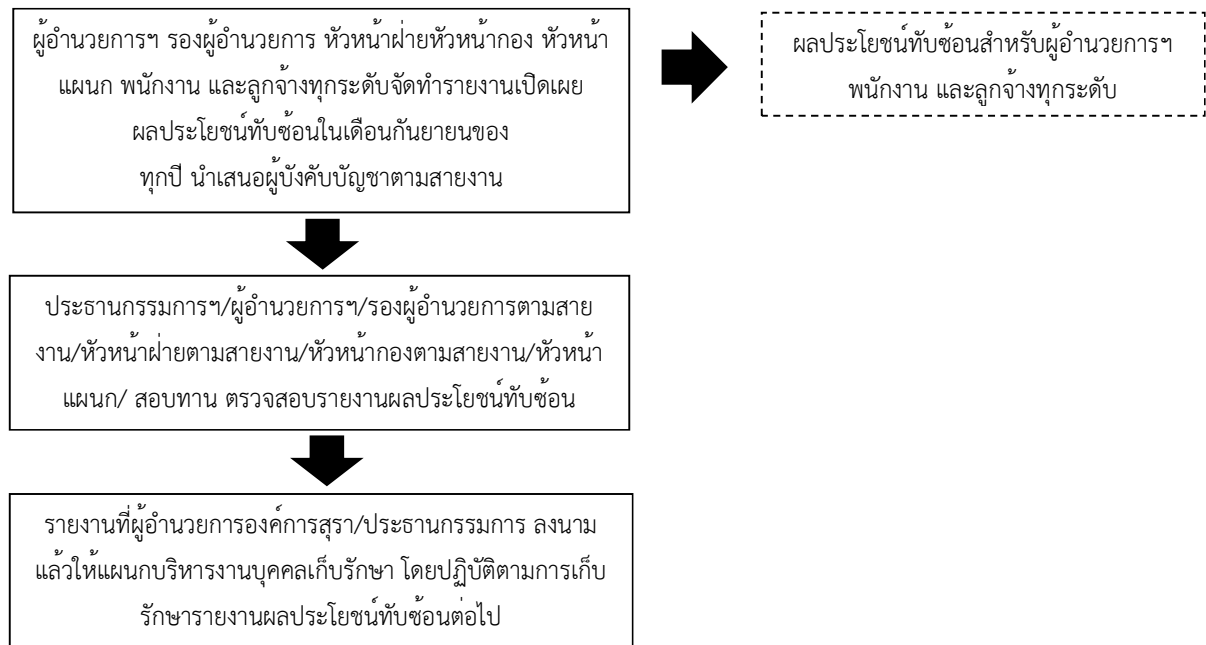 ผู้อำนวยการฯ รองผู้อำนวยการ หัวหน้าฝ่ายหัวหน้ากอง หัวหน้า
แผนก พนักงาน และลูกจ้างทุกระดับจัดทำรายงานเปิดเผย
ผลประโยชน์ทับซ้อนในเดือนกันยายนของ
ทุกปี นำเสนอผู้บังคับบัญชาตามสายงาน
ผลประโยชน์ทับซ้อนสำหรับผู้อำนวยการฯ
พนักงาน และลูกจ้างทุกระดับ
ประธานกรรมการฯ/ผู้อำนวยการฯ/รองผู้อำนวยการตามสาย
งาน/หัวหน้าฝ่ายตามสายงาน/หัวหน้ากองตามสายงาน/หัวหน้า
แผนก/ สอบทาน ตรวจสอบรายงานผลประโยชน์ทับซ้อน
รายงานที่ผู้อำนวยการองค์การสุรา/ประธานกรรมการ ลงนาม
แล้วให้แผนกบริหารงานบุคคลเก็บรักษา โดยปฏิบัติตามการเก็บ
รักษารายงานผลประโยชน์ทับซ้อนต่อไป